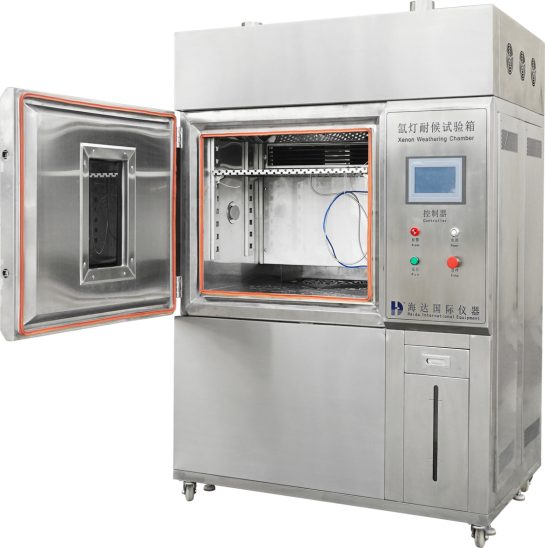 氙灯耐候试验箱
Xenon Weathering Chamber
控制器
Controller
海达国际仪器
Haida International Equipment